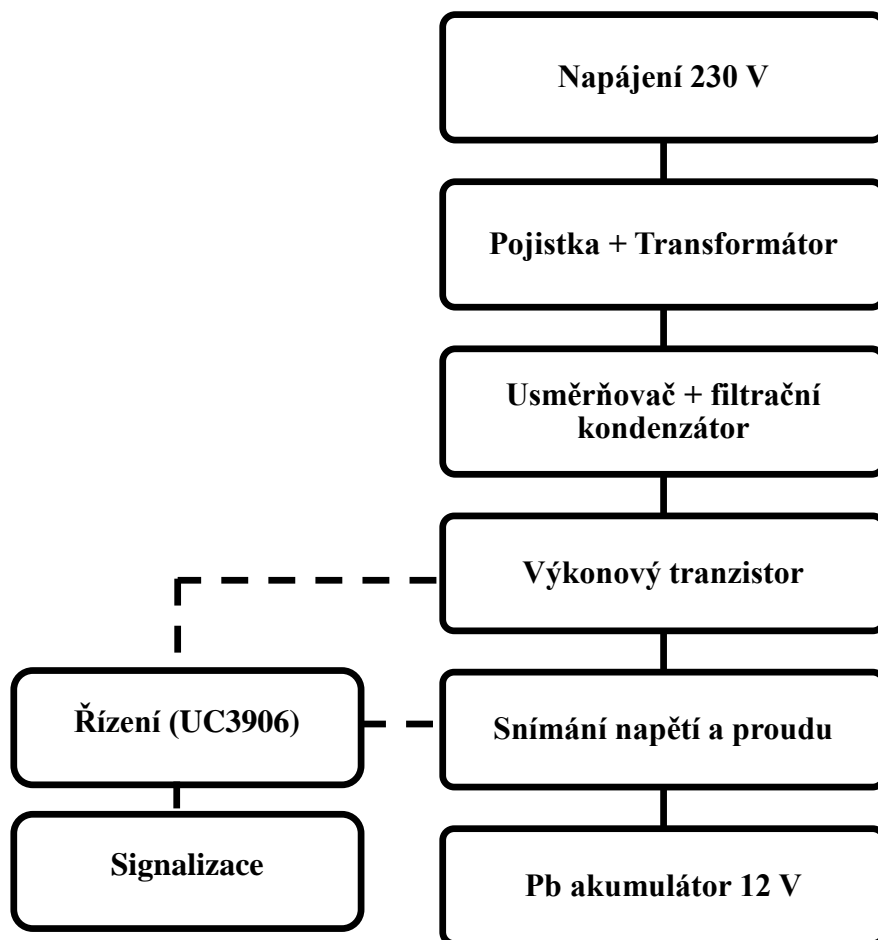 Napájení 230 V
Pojistka + Transformátor
Usměrňovač + filtrační
kondenzátor
Výkonový tranzistor
Řízení (UC3906)
Snímání napětí a proudu
Signalizace
Pb akumulátor 12 V